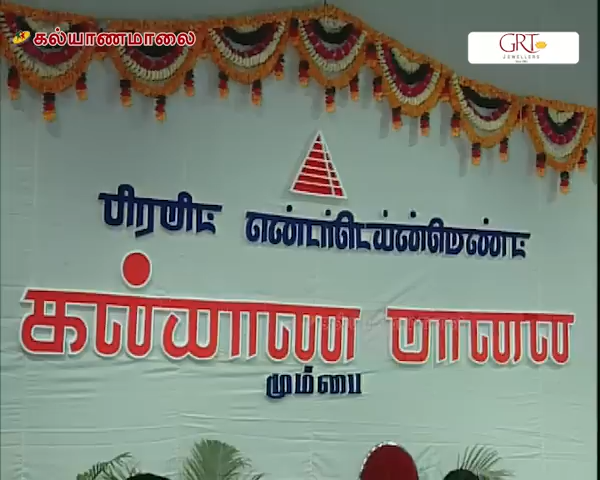 கல்யாணமாலை
GRT
JEWELLERS
பிரமிட் என்டர்டெய்ன்மெண்ட்
கல்யாண மாலை
மும்பை